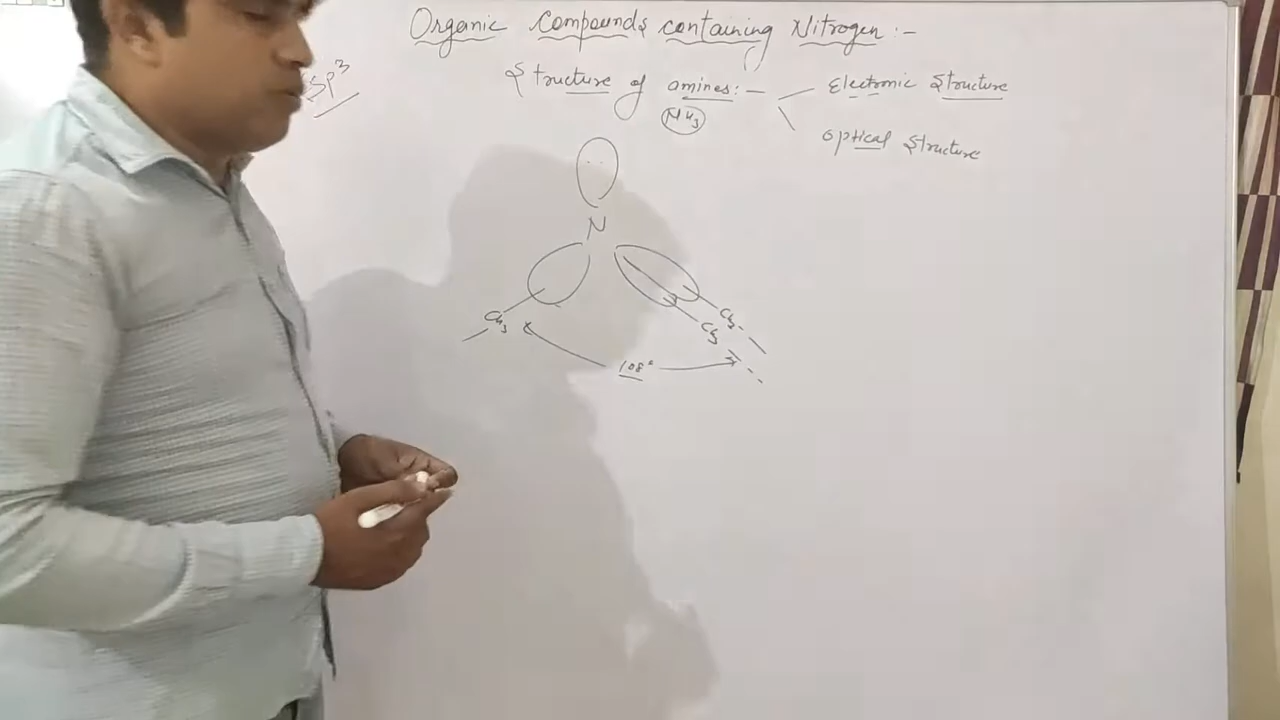 Organic Compounds containing Nitrogen :-
Structure of amines :- Electronic Structure
SP³
NH₃
Optical Structure
N
CH₃ CH₃
CH₃
108°